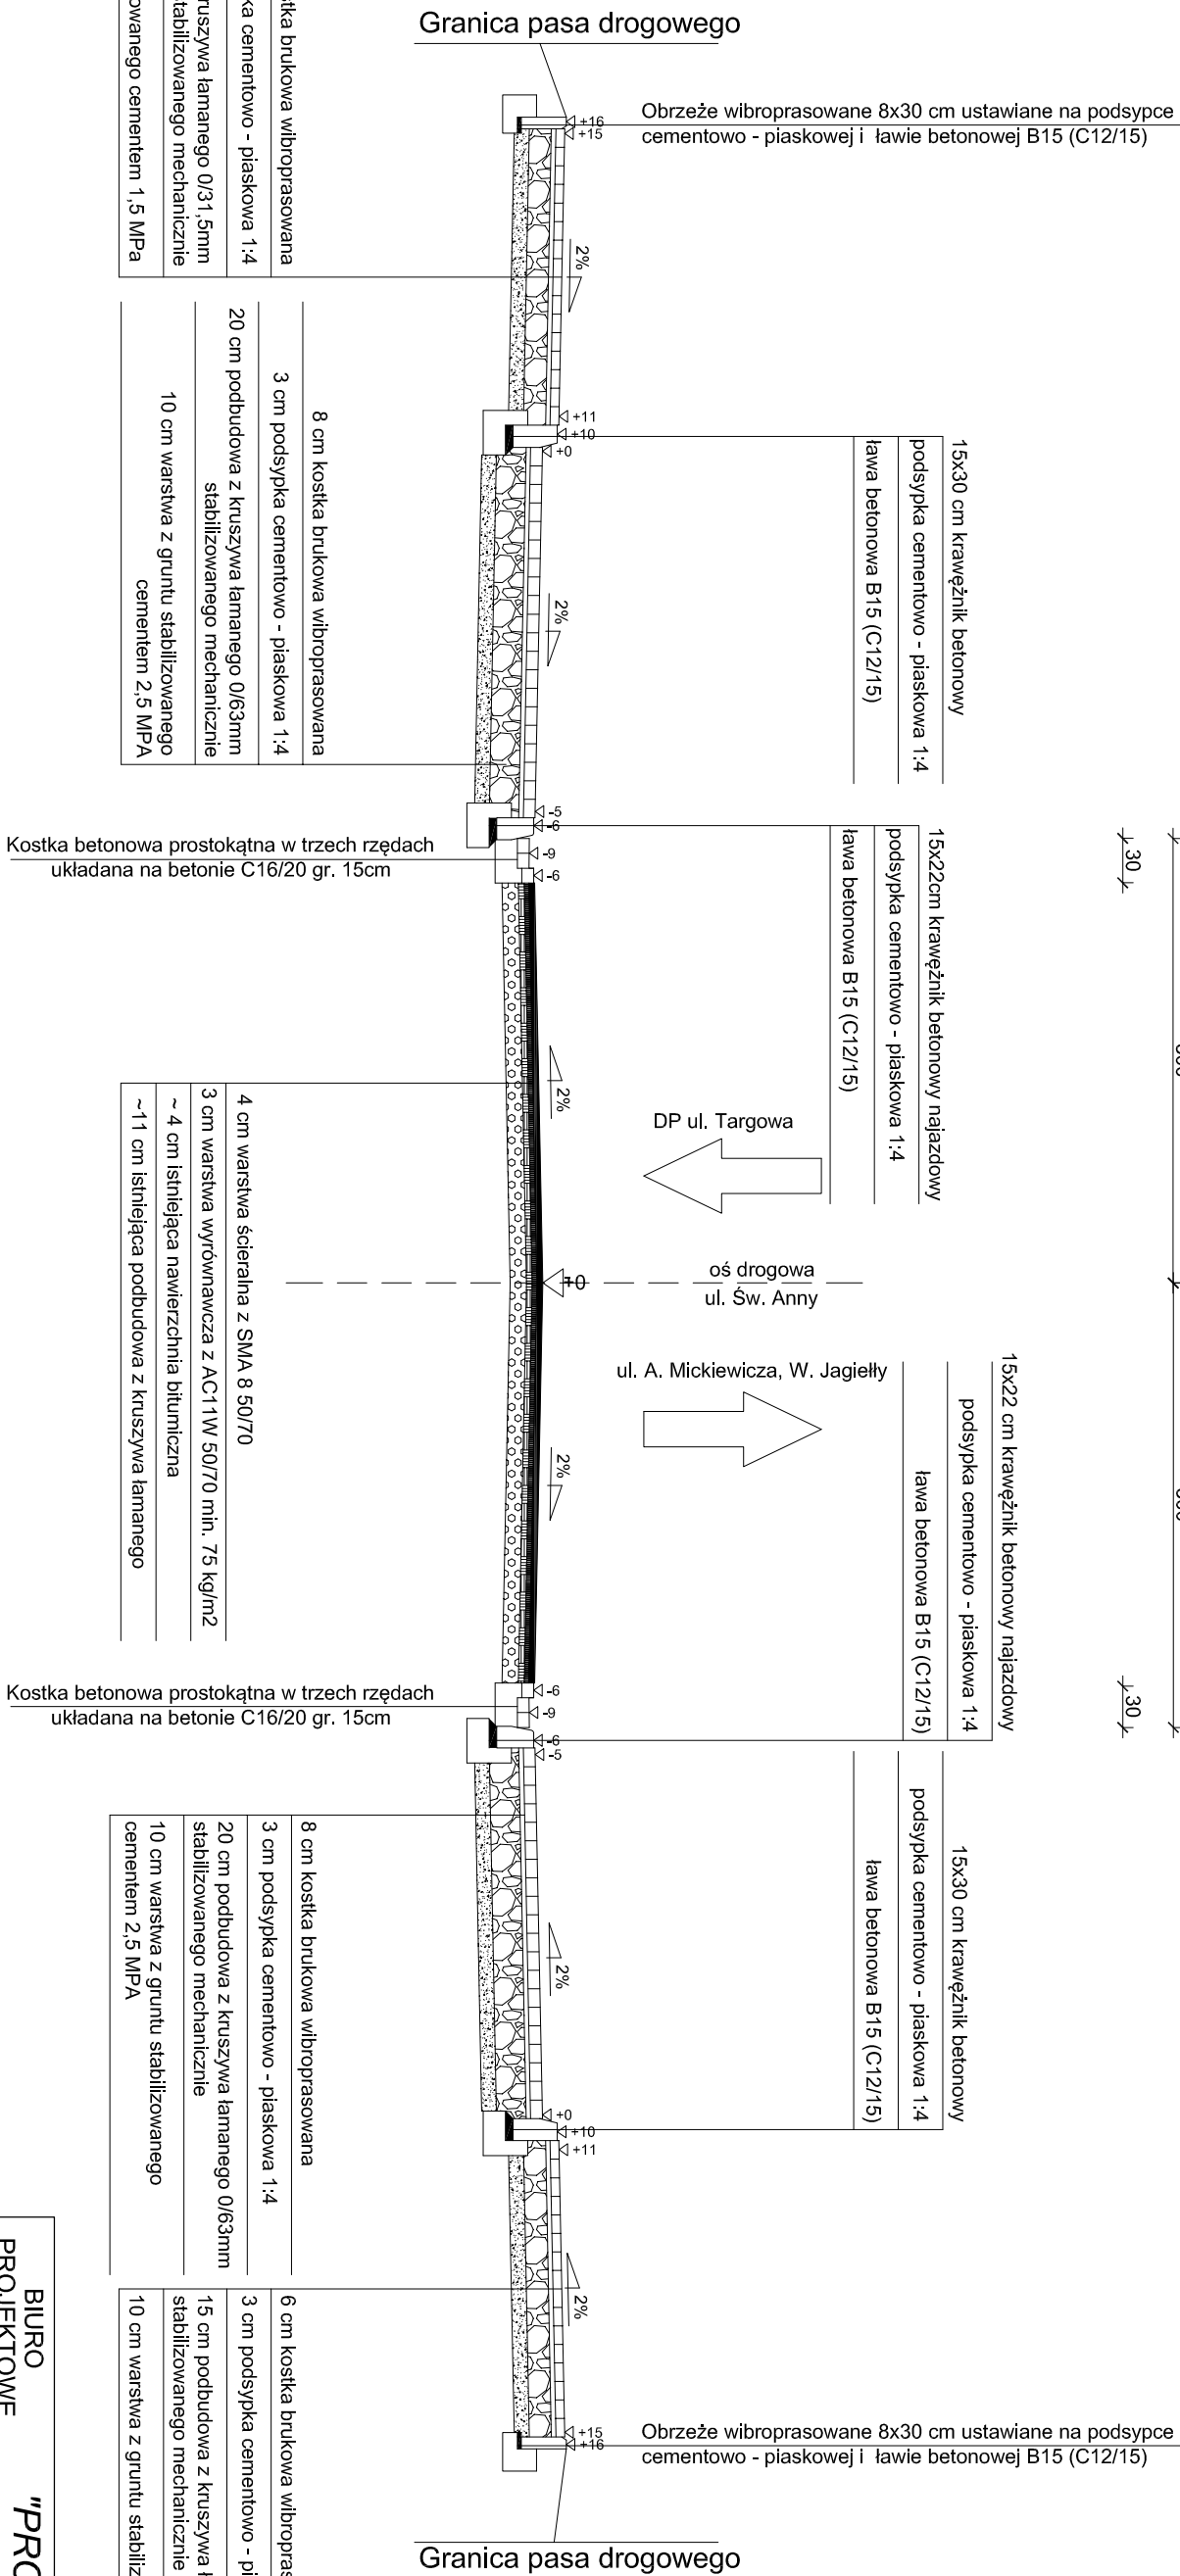 Granica pasa drogowego
Obrzeże wibroprasowane 8x30 cm ustawiane na podsypce
cementowo - piaskowej i ławie betonowej B15 (C12/15)
+16
+15
kostka brukowa wibroprasowana
cementowo - piaskowa 1:4
kruszywa łamanego 0/31,5mm
stabilizowanego mechanicznie
cementem 1,5 MPa
2%
+11
+10
+0
8 cm kostka brukowa wibroprasowana
3 cm podsypka cementowo - piaskowa 1:4
20 cm podbudowa z kruszywa łamanego 0/63mm
stabilizowanego mechanicznie
10 cm warstwa z gruntu stabilizowanego
cementem 2,5 MPA
2%
15x30 cm krawężnik betonowy
podsypka cementowo - piaskowa 1:4
ława betonowa B15 (C12/15)
-5
-6
-9
-6
Kostka betonowa prostokątna w trzech rzędach
układana na betonie C16/20 gr. 15cm
15x22cm krawężnik betonowy najazdowy
podsypka cementowo - piaskowa 1:4
ława betonowa B15 (C12/15)
30
2%
DP ul. Targowa
4 cm warstwa ścieralna z SMA 8 50/70
3 cm warstwa wyrównawcza z AC11W 50/70 min. 75 kg/m2
~ 4 cm istniejąca nawierzchnia bitumiczna
~11 cm istniejąca podbudowa z kruszywa łamanego
oś drogowa
ul. Św. Anny
+0
ul. A. Mickiewicza, W. Jagiełły
2%
15x22 cm krawężnik betonowy najazdowy
podsypka cementowo - piaskowa 1:4
ława betonowa B15 (C12/15)
30
Kostka betonowa prostokątna w trzech rzędach
układana na betonie C16/20 gr. 15cm
-6
-9
-6
-5
8 cm kostka brukowa wibroprasowana
3 cm podsypka cementowo - piaskowa 1:4
20 cm podbudowa z kruszywa łamanego 0/63mm
stabilizowanego mechanicznie
10 cm warstwa z gruntu stabilizowanego
cementem 2,5 MPA
2%
15x30 cm krawężnik betonowy
podsypka cementowo - piaskowa 1:4
ława betonowa B15 (C12/15)
+0
+10
+11
2%
6 cm kostka brukowa wibropras
3 cm podsypka cementowo - pi
15 cm podbudowa z kruszywa
stabilizowanego mechanicznie
10 cm warstwa z gruntu stabiliz
+15
+16
Obrzeże wibroprasowane 8x30 cm ustawiane na podsypce
cementowo - piaskowej i ławie betonowej B15 (C12/15)
Granica pasa drogowego
BIURO
PROJEKTOWE
"PRO